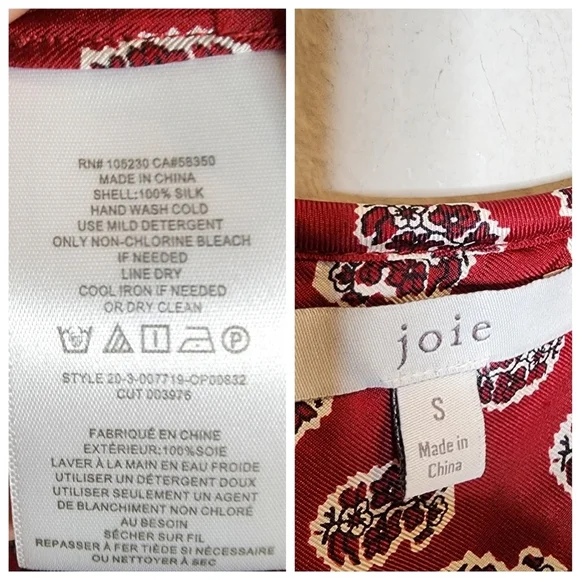 RN# 105230 CA#58350
MADE IN CHINA
SHELL:100% SILK
HAND WASH COLD
USE MILD DETERGENT
ONLY NON-CHLORINE BLEACH
IF NEEDED
LINE DRY
COOL IRON IF NEEDED
OR DRY CLEAN
P
STYLE 20-3-007719-OP00832
CUT 003976
FABRIQUÉ EN CHINE
EXTÉRIEUR:100%SOIE
LAVER À LA MAIN EN EAU FROIDE
UTILISER UN DÉTERGENT DOUX
UTILISER SEULEMENT UN AGENT
DE BLANCHIMENT NON CHLORÉ
AU BESOIN
SÉCHER SUR FIL
REPASSER À FER TIÈDE SI NÉCESSAIRE
OU NETTOYER À SEC
joie
S
Made in
China